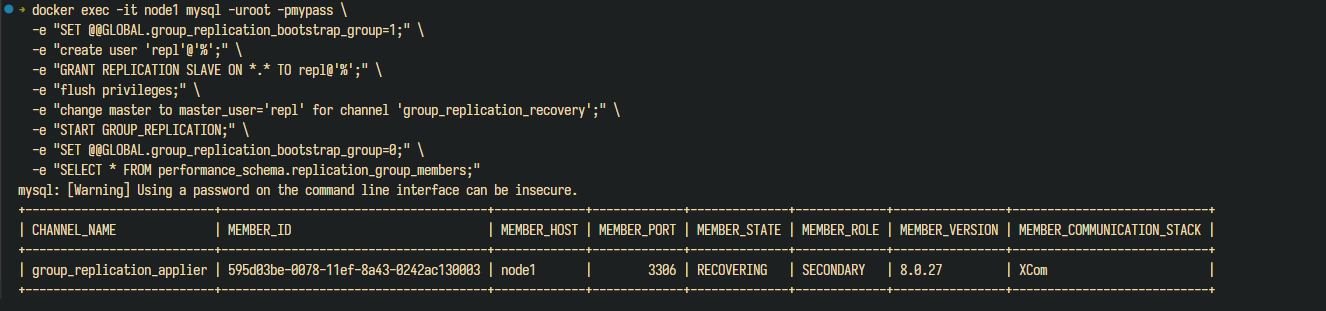 → docker exec -it node1 mysql -uroot -pmypass \
-e "SET @@GLOBAL.group_replication_bootstrap_group=1;" \
-e "create user 'repl'@'%';" \
-e "GRANT REPLICATION SLAVE ON *.* TO repl@'%';" \
-e "flush privileges;" \
-e "change master to master_user='repl' for channel 'group_replication_recovery';" \
-e "START GROUP_REPLICATION;" \
-e "SET @@GLOBAL.group_replication_bootstrap_group=0;" \
-e "SELECT * FROM performance_schema.replication_group_members;"
mysql: [Warning] Using a password on the command line interface can be insecure.
| CHANNEL_NAME | MEMBER_ID | MEMBER_HOST | MEMBER_PORT | MEMBER_STATE | MEMBER_ROLE | MEMBER_VERSION | MEMBER_COMMUNICATION_STACK |
| group_replication_applier | 595d03be-0078-11ef-8a43-0242ac130003 | node1 | 3306 | RECOVERING | SECONDARY | 8.0.27 | XCom |